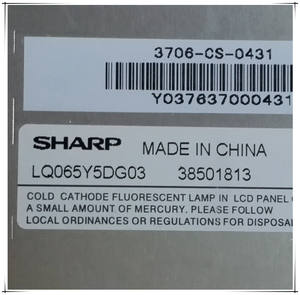 3706-CS-0431
Y037637000431
SHARP MADE IN CHINA
LQ065Y5DG03 38501813
COLD CATHODE FLUORESCENT LAMP IN LCD PANEL
A SMALL AMOUNT OF MERCURY. PLEASE FOLLOW
LOCAL ORDINANCES OR REGULATIONS FOR DISPOSAL